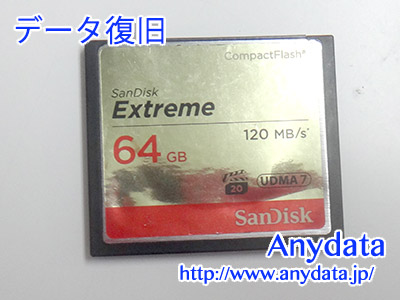 データ復旧
CompactFlash®
SanDisk
Extreme
120 MB/s*
64 GB
20
UDMA 7
SanDisk
Anydata
http://www.anydata.jp/